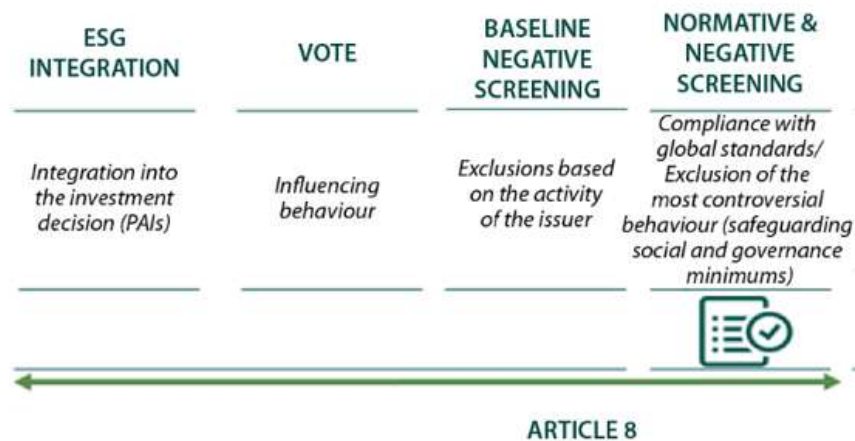 ESG
INTEGRATION
VOTE
BASELINE
NEGATIVE
SCREENING
NORMATIVE &
NEGATIVE
SCREENING
Integration into
the investment
decision (PAIs)
Influencing
behaviour
Exclusions based
on the activity
of the issuer
Compliance with
global standards/
Exclusion of the
most controversial
behaviour (safeguarding
social and governance
minimums)
ARTICLE 8